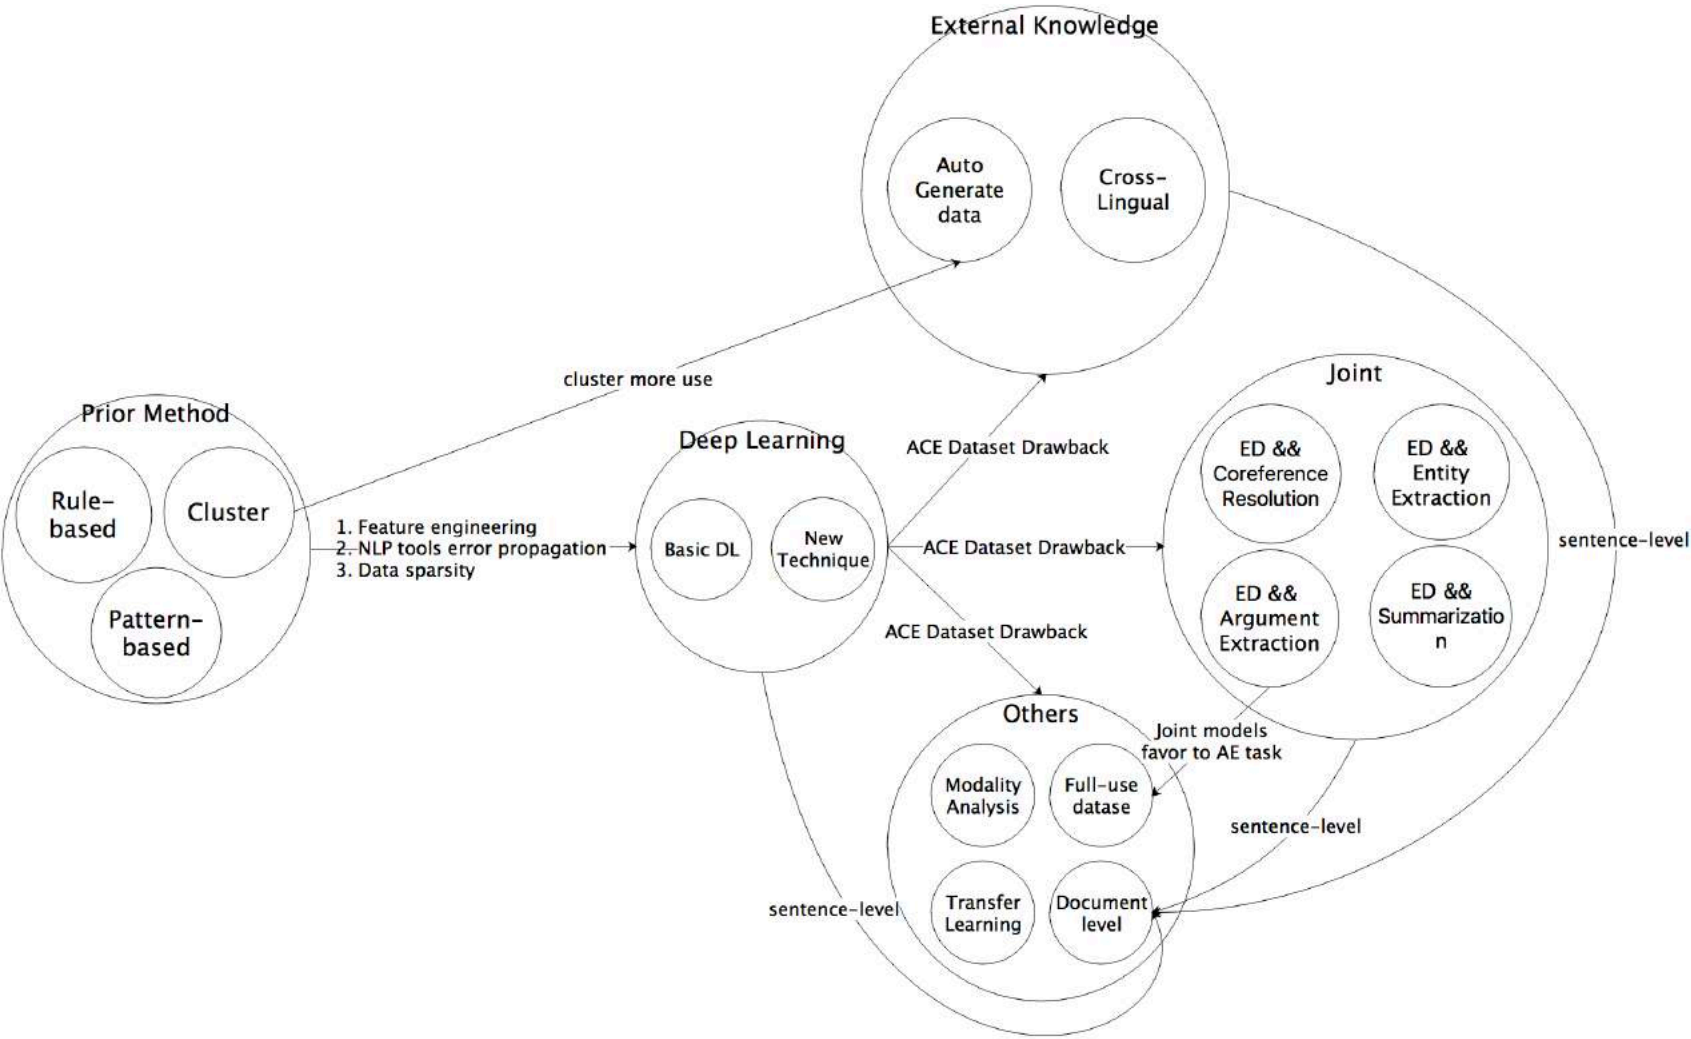 External Knowledge
Auto
Generate
data
Cross-
Lingual
cluster more use
Prior Method
Rule-
based
Cluster
Pattern-
based
1. Feature engineering
2. NLP tools error propagation
3. Data sparsity
Deep Learning
Basic DL
New
Technique
ACE Dataset Drawback
ACE Dataset Drawback
ACE Dataset Drawback
Joint
ED &&
Coreference
Resolution
ED &&
Entity
Extraction
ED &&
Argument
Extraction
ED &&
Summarizatio
n
sentence-level
Others
Joint models
favor to AE task
Modality
Analysis
Full-use
datase
Transfer
Learning
Document
level
sentence-level
sentence-level